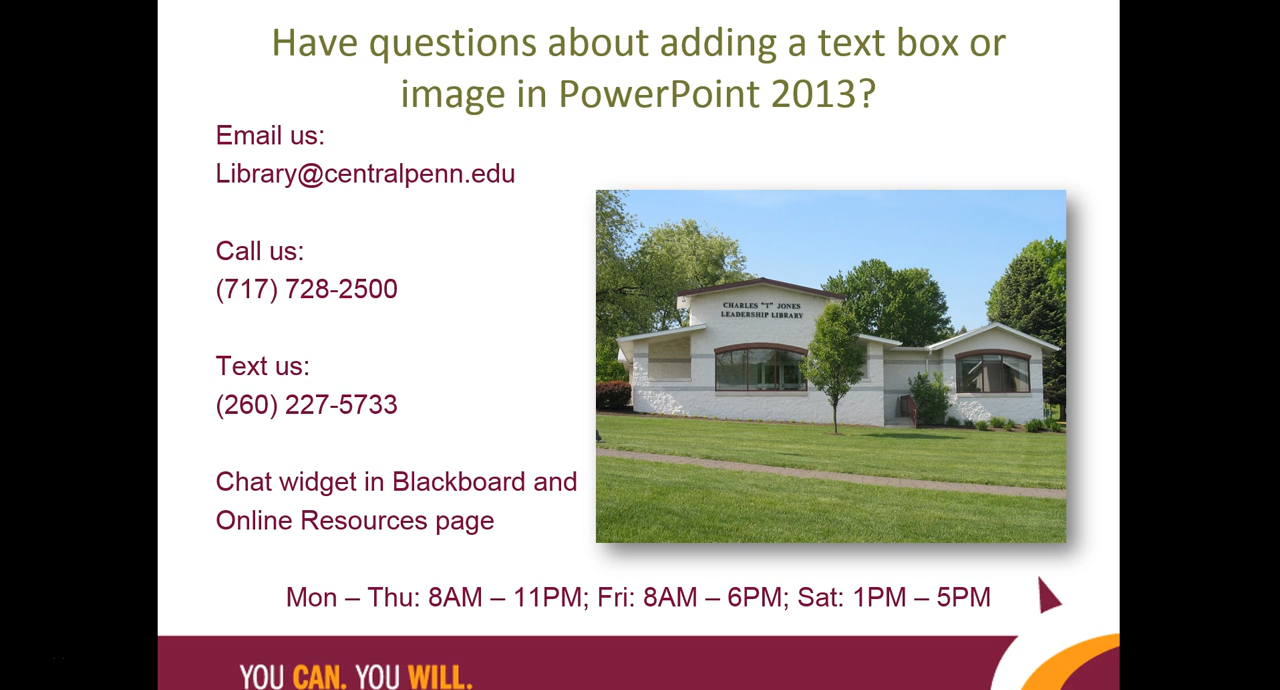 Have questions about adding a text box or
image in PowerPoint 2013?
Email us:
Library@centralpenn.edu
Call us:
(717) 728-2500
Text us:
(260) 227-5733
Chat widget in Blackboard and
Online Resources page
CHARLES "T" JONES
LEADERSHIP LIBRARY
Mon – Thu: 8AM – 11PM; Fri: 8AM – 6PM; Sat: 1PM – 5PM
YOU CAN. YOU WILL.